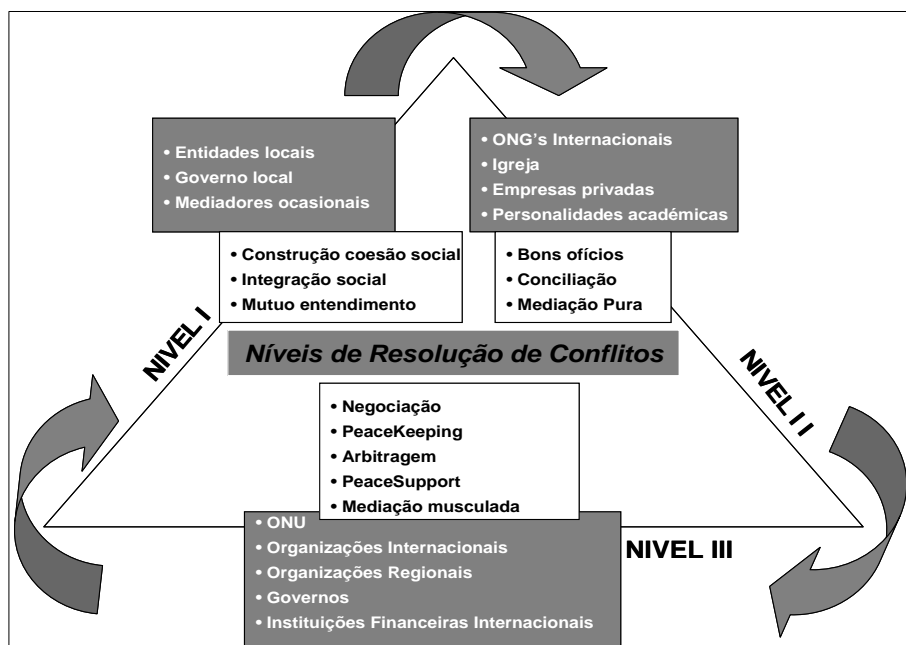 • Entidades locais
• Governo local
• Mediadores ocasionais
• ONG's Internacionais
• Igreja
• Empresas privadas
• Personalidades académicas
• Construção coesão social
• Integração social
• Mutuo entendimento
• Bons ofícios
• Conciliação
• Mediação Pura
NIVEL I
Níveis de Resolução de Conflitos
NIVEL II
• Negociação
• PeaceKeeping
• Arbitragem
• PeaceSupport
• Mediação musculada
• ONU
• Organizações Internacionais
• Organizações Regionais
• Governos
• Instituições Financeiras Internacionais
NIVEL III